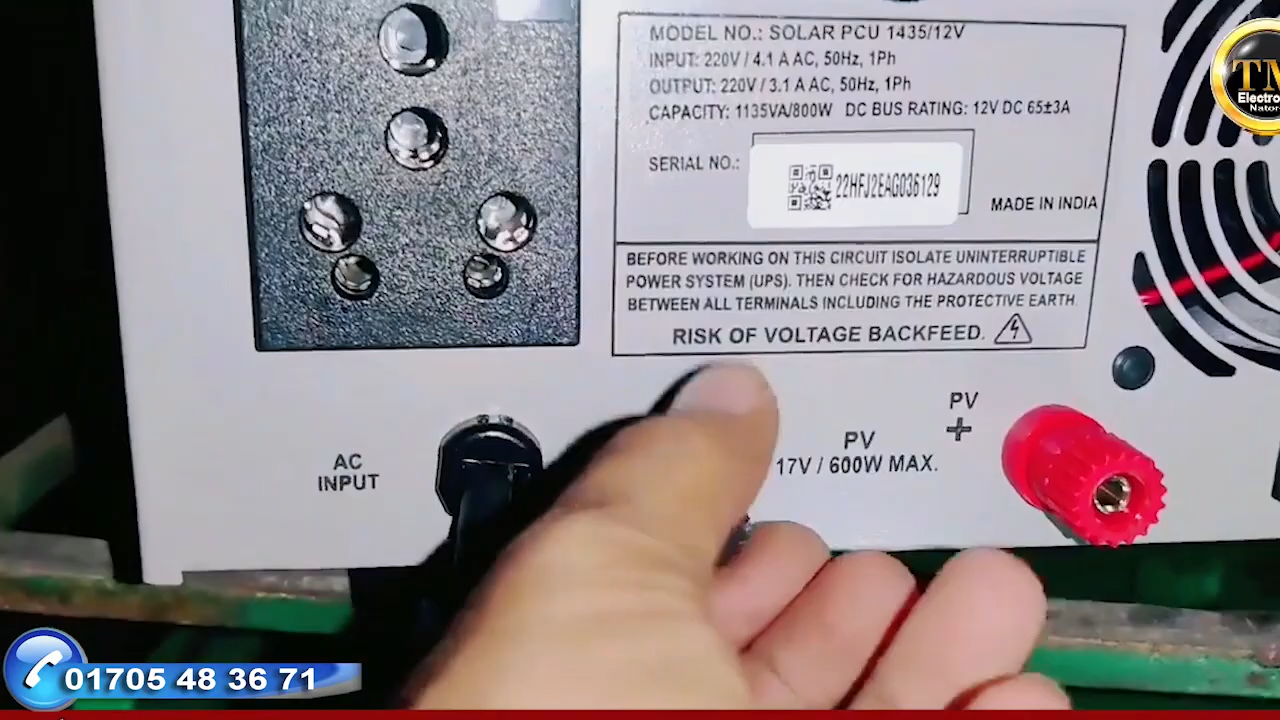 MODEL NO.: SOLAR PCU 1435/12V
INPUT: 220V / 4.1 A AC, 50Hz, 1Ph
OUTPUT: 220V / 3.1 A AC, 50Hz, 1Ph
CAPACITY: 1135VA/800W DC BUS RATING: 12V DC 65±3A
SERIAL NO.:
22HFJ2EAG036129
MADE IN INDIA
BEFORE WORKING ON THIS CIRCUIT ISOLATE UNINTERRUPTIBLE
POWER SYSTEM (UPS). THEN CHECK FOR HAZARDOUS VOLTAGE
BETWEEN ALL TERMINALS INCLUDING THE PROTECTIVE EARTH.
RISK OF VOLTAGE BACKFEED.
AC
INPUT
PV
17V / 600W MAX.
PV
+
01705 48 36 71